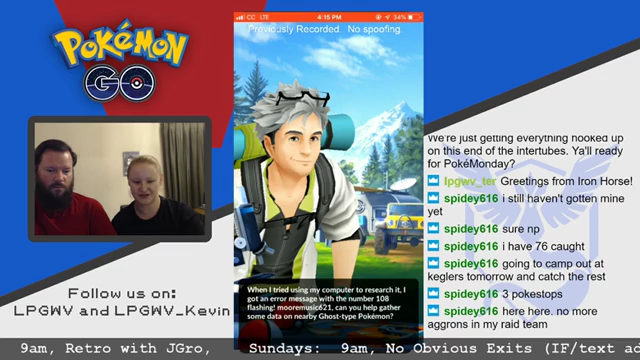 CC LTE 4:15 PM 34%
Previously Recorded. No spoofing
POKéMON
GO
We're just getting everything hooked up
on this end of the intertubes. Ya'll ready
for PokéMonday?
lpgwv_ter Greetings from Iron Horse!
spidey616 i still haven't gotten mine
yet
spidey616 sure np
spidey616 i have 76 caught
spidey616 going to camp out at
keglers tomorrow and catch the
rest
spidey616 3 pokestops
spidey616 here here. no more
aggrons in my raid team
When I tried using my computer to research it, I
got an error message with the number 108
flashing! mooremusic621, can you help gather
some data on nearby Ghost-type Pokémon?
Follow us on:
LPGWV and LPGWV_Kevin
9am, Retro with JGro, Sundays: 9am, No Obvious Exits (IF/text ad